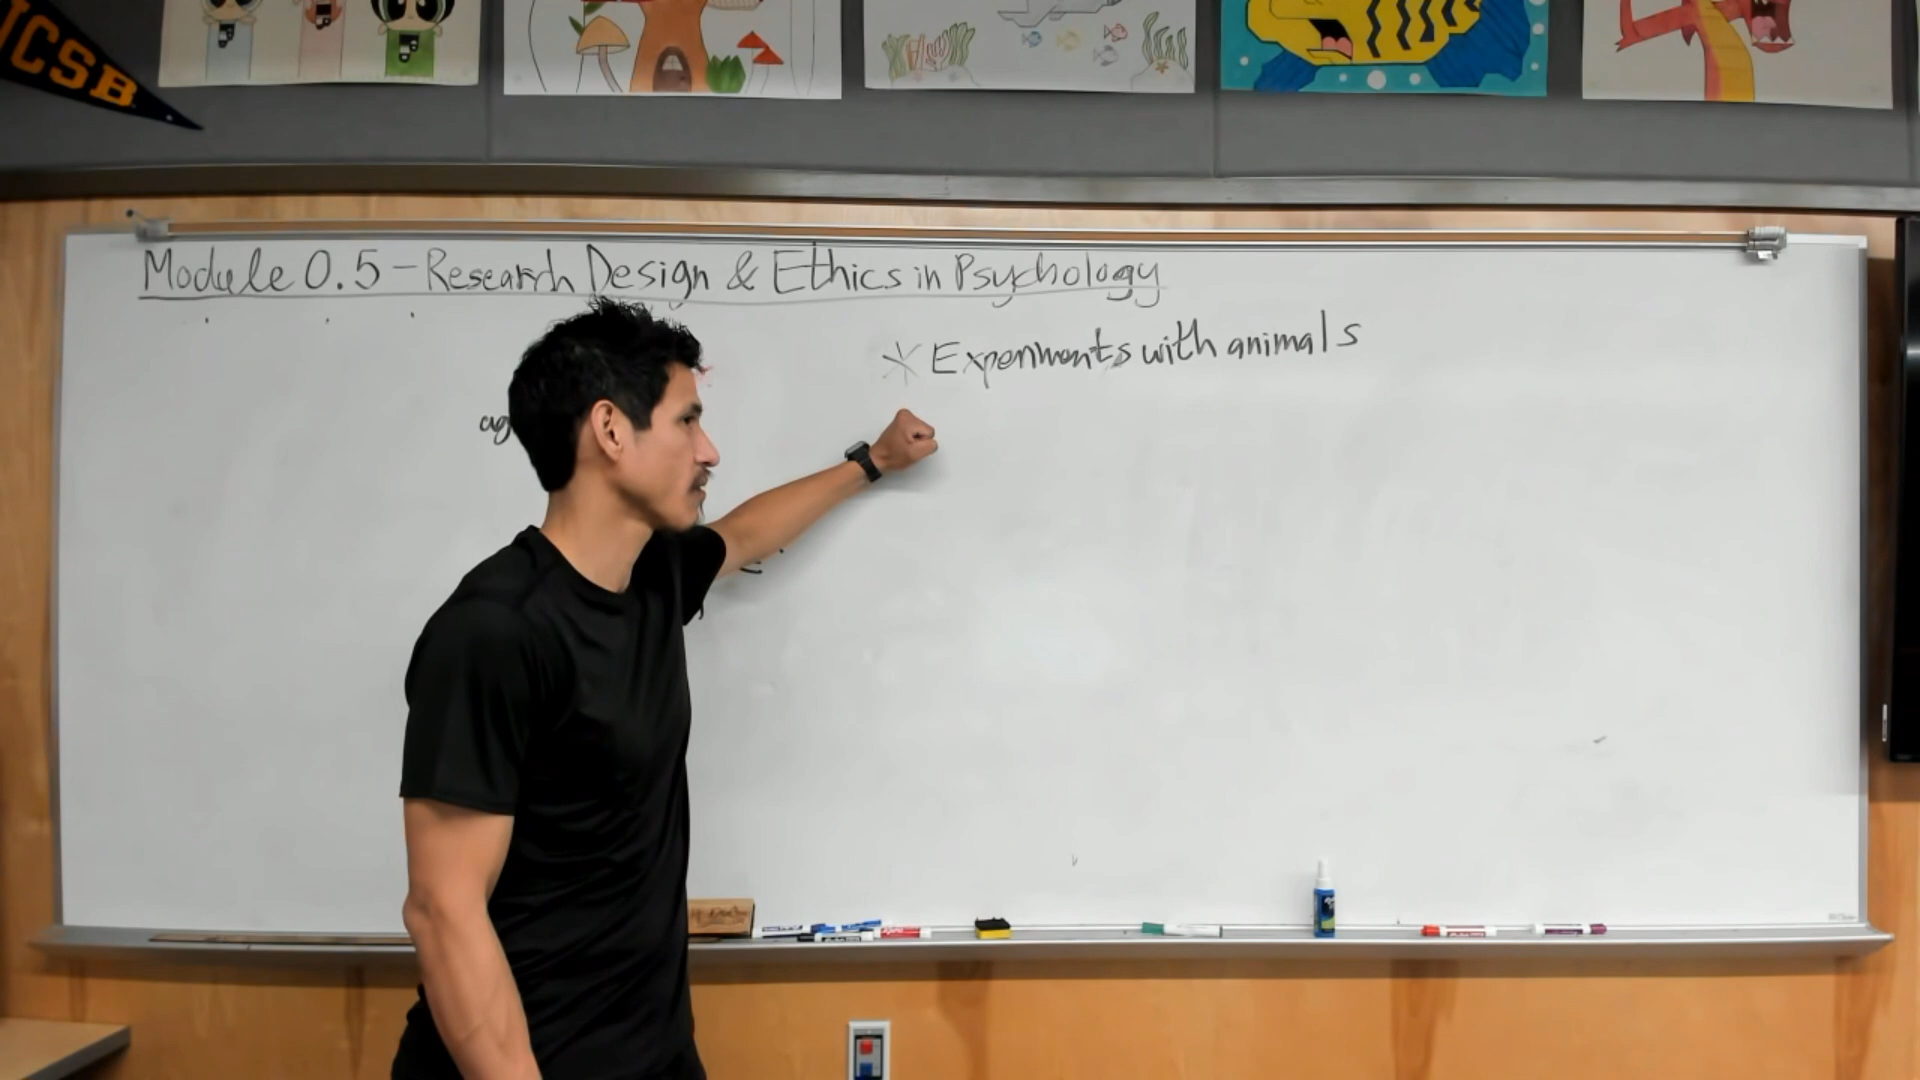 UCSB
Module 0.5 - Research Design & Ethics in Psychology
* Experiments with animals